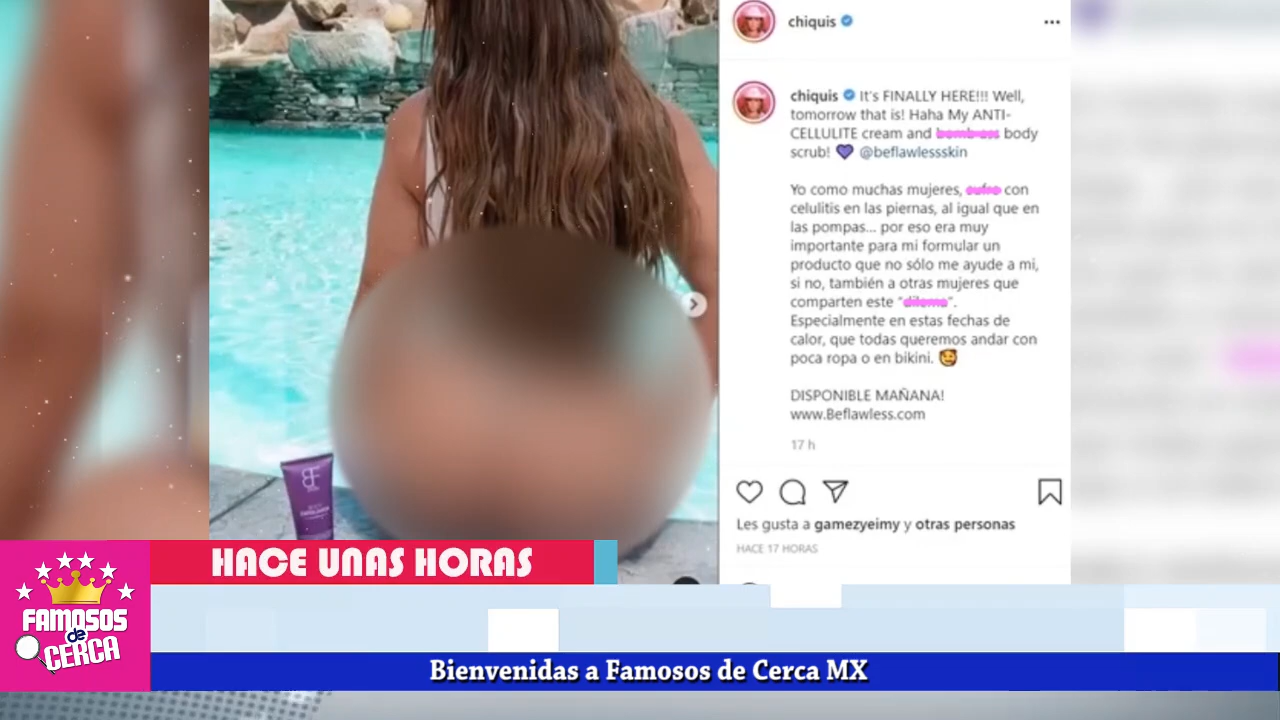 chiquis
chiquis It's FINALLY HERE!!! Well,
tomorrow that is! Haha My ANTI-
CELLULITE cream and bomb ass body
scrub! 💜 @beflawlessskin
Yo como muchas mujeres, sufro con
celulitis en las piernas, al igual que en
las pompas... por eso era muy
importante para mi formular un
producto que no sólo me ayude a mi,
si no, también a otras mujeres que
comparten este "dilema".
Especialmente en estas fechas de
calor, que todas queremos andar con
poca ropa o en bikini. 🥰
DISPONIBLE MAÑANA!
www.Beflawless.com
17 h
Les gusta a gamezyeimy y otras personas
HACE 17 HORAS
BF
HACE UNAS HORAS
FAMOSOS
de
CERCA
Bienvenidas a Famosos de Cerca MX